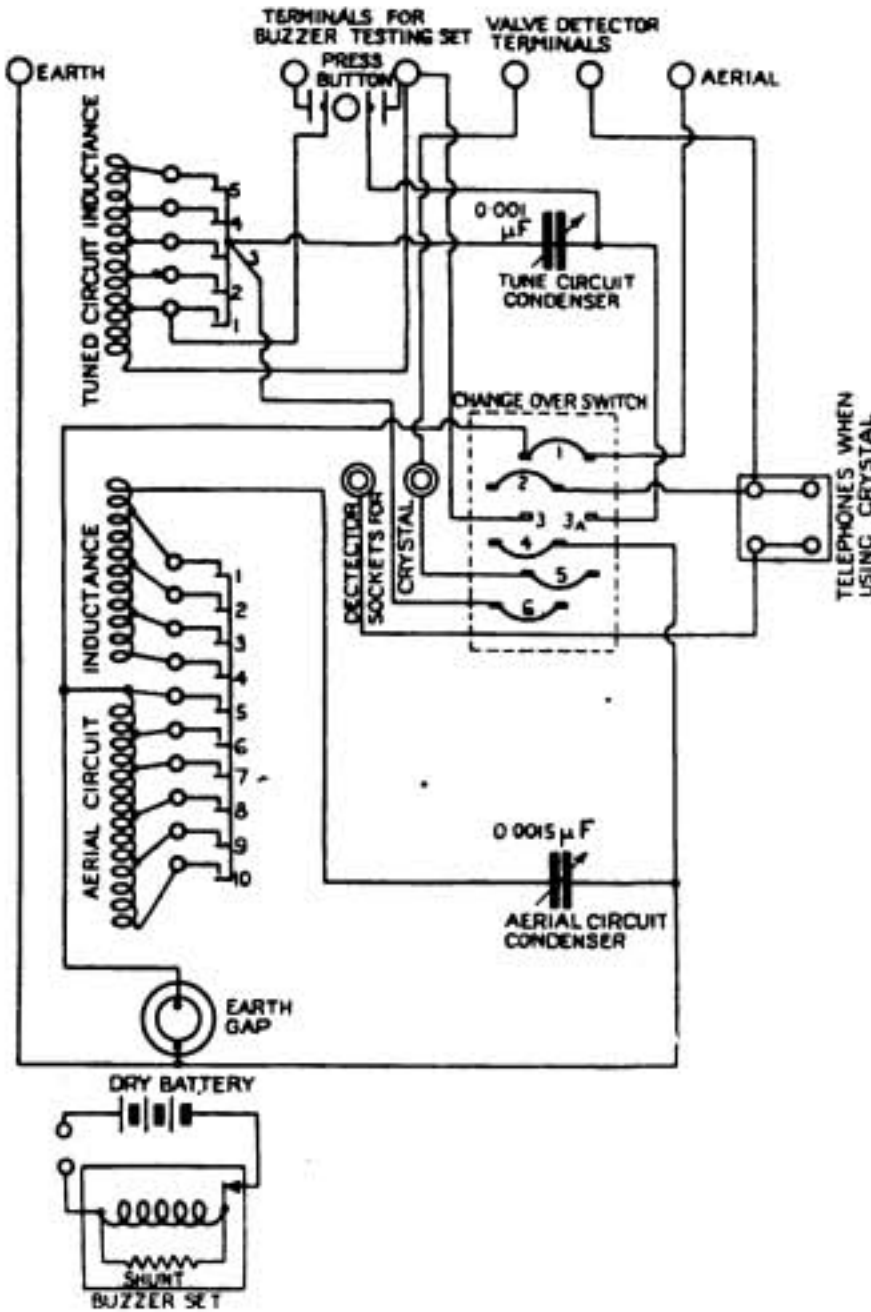 TERMINALS FOR
BUZZER TESTING SET
VALVE DETECTOR
TERMINALS
EARTH
PRESS
BUTTON
AERIAL
TUNED CIRCUIT INDUCTANCE
5
4
3
2
1
0.001
μF
TUNE CIRCUIT
CONDENSER
CHANGE OVER SWITCH
1
2
3
3A
4
5
6
DECTECTOR
SOCKETS FOR
CRYSTAL
TELEPHONES WHEN
USING CRYSTAL
AERIAL CIRCUIT INDUCTANCE
1
2
3
4
5
6
7
8
9
10
0.0015 μF
AERIAL CIRCUIT
CONDENSER
EARTH
GAP
DRY BATTERY
SHUNT
BUZZER SET